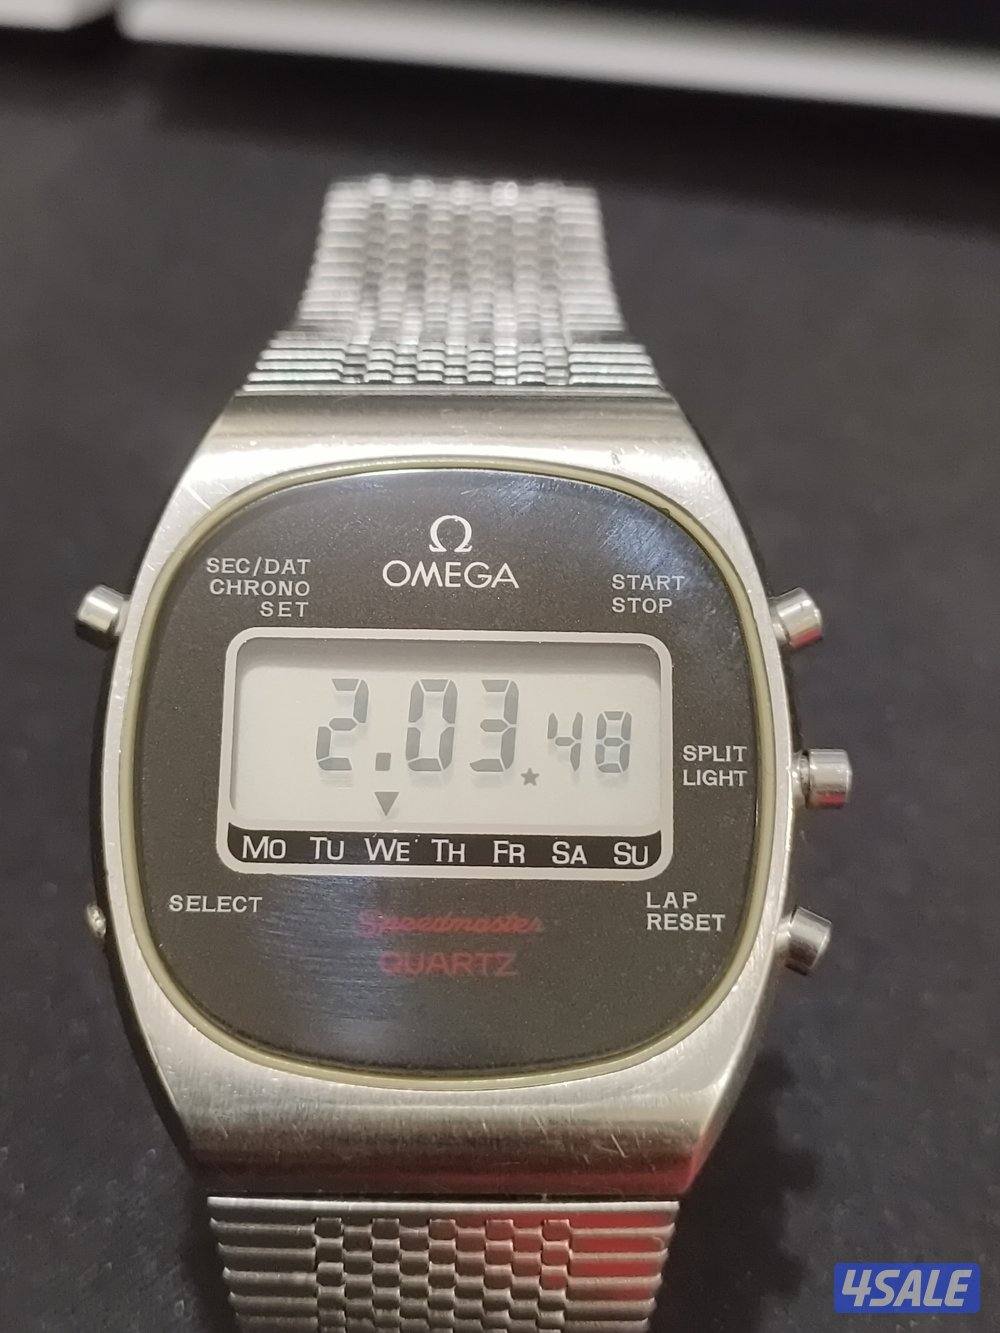 Ω
OMEGA
SEC/DAT
CHRONO
SET
START
STOP
2.03 48
SPLIT
LIGHT
MO TU WE TH FR SA SU
SELECT
LAP
RESET
Speedmaster
QUARTZ
4SALE